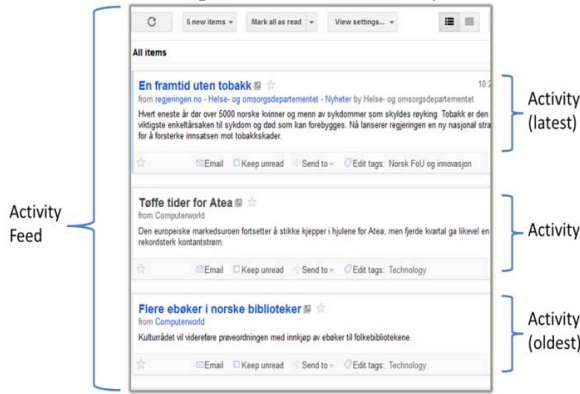 5 new items
Mark all as read
View settings...
All items
En framtid uten tobakk
10:2
from regjeringen.no - Helse- og omsorgsdepartementet - Nyheter by Helse- og omsorgsdepartementet
Hvert eneste år dør over 5000 norske kvinner og menn av sykdommer som skyldes røyking. Tobakk er den
viktigste enkeltårsaken til sykdom og død som kan forebygges. Nå lanserer regjeringen en ny nasjonal stra
for å forsterke innsatsen mot tobakkskader.
Email Keep unread Send to Edit tags: Norsk FoU og innovasjon
Activity
(latest)
Tøffe tider for Atea
from Computerworld
Den europeiske markedsuroen fortsetter å stikke kjepper i hjulene for Atea, men fjerde kvartal ga likevel en
rekordsterk kontantstrøm.
Email Keep unread Send to Edit tags: Technology
Activity
Activity
Feed
Flere ebøker i norske biblioteker
from Computerworld
Kulturrådet vil videreføre prøveordningen med innkjøp av ebøker til folkebibliotekene.
Email Keep unread Send to Edit tags: Technology
Activity
(oldest)